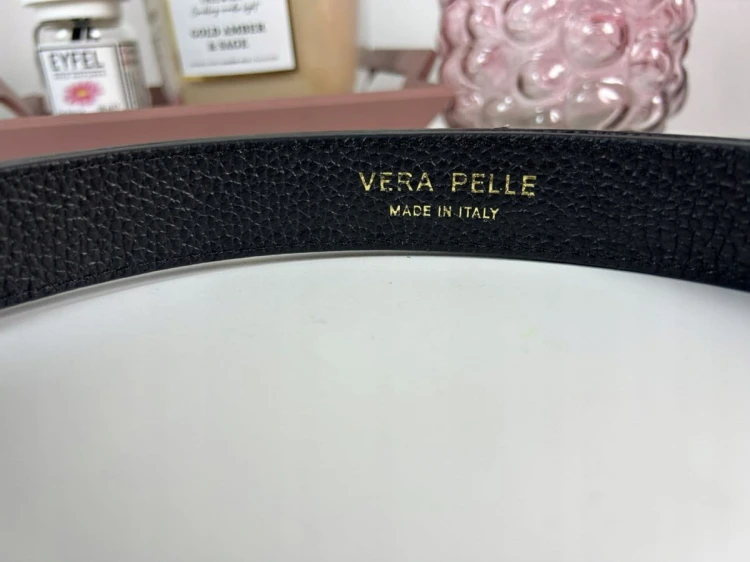 EYFEL
GOLD AMBER
& SAGE
VERA PELLE
MADE IN ITALY